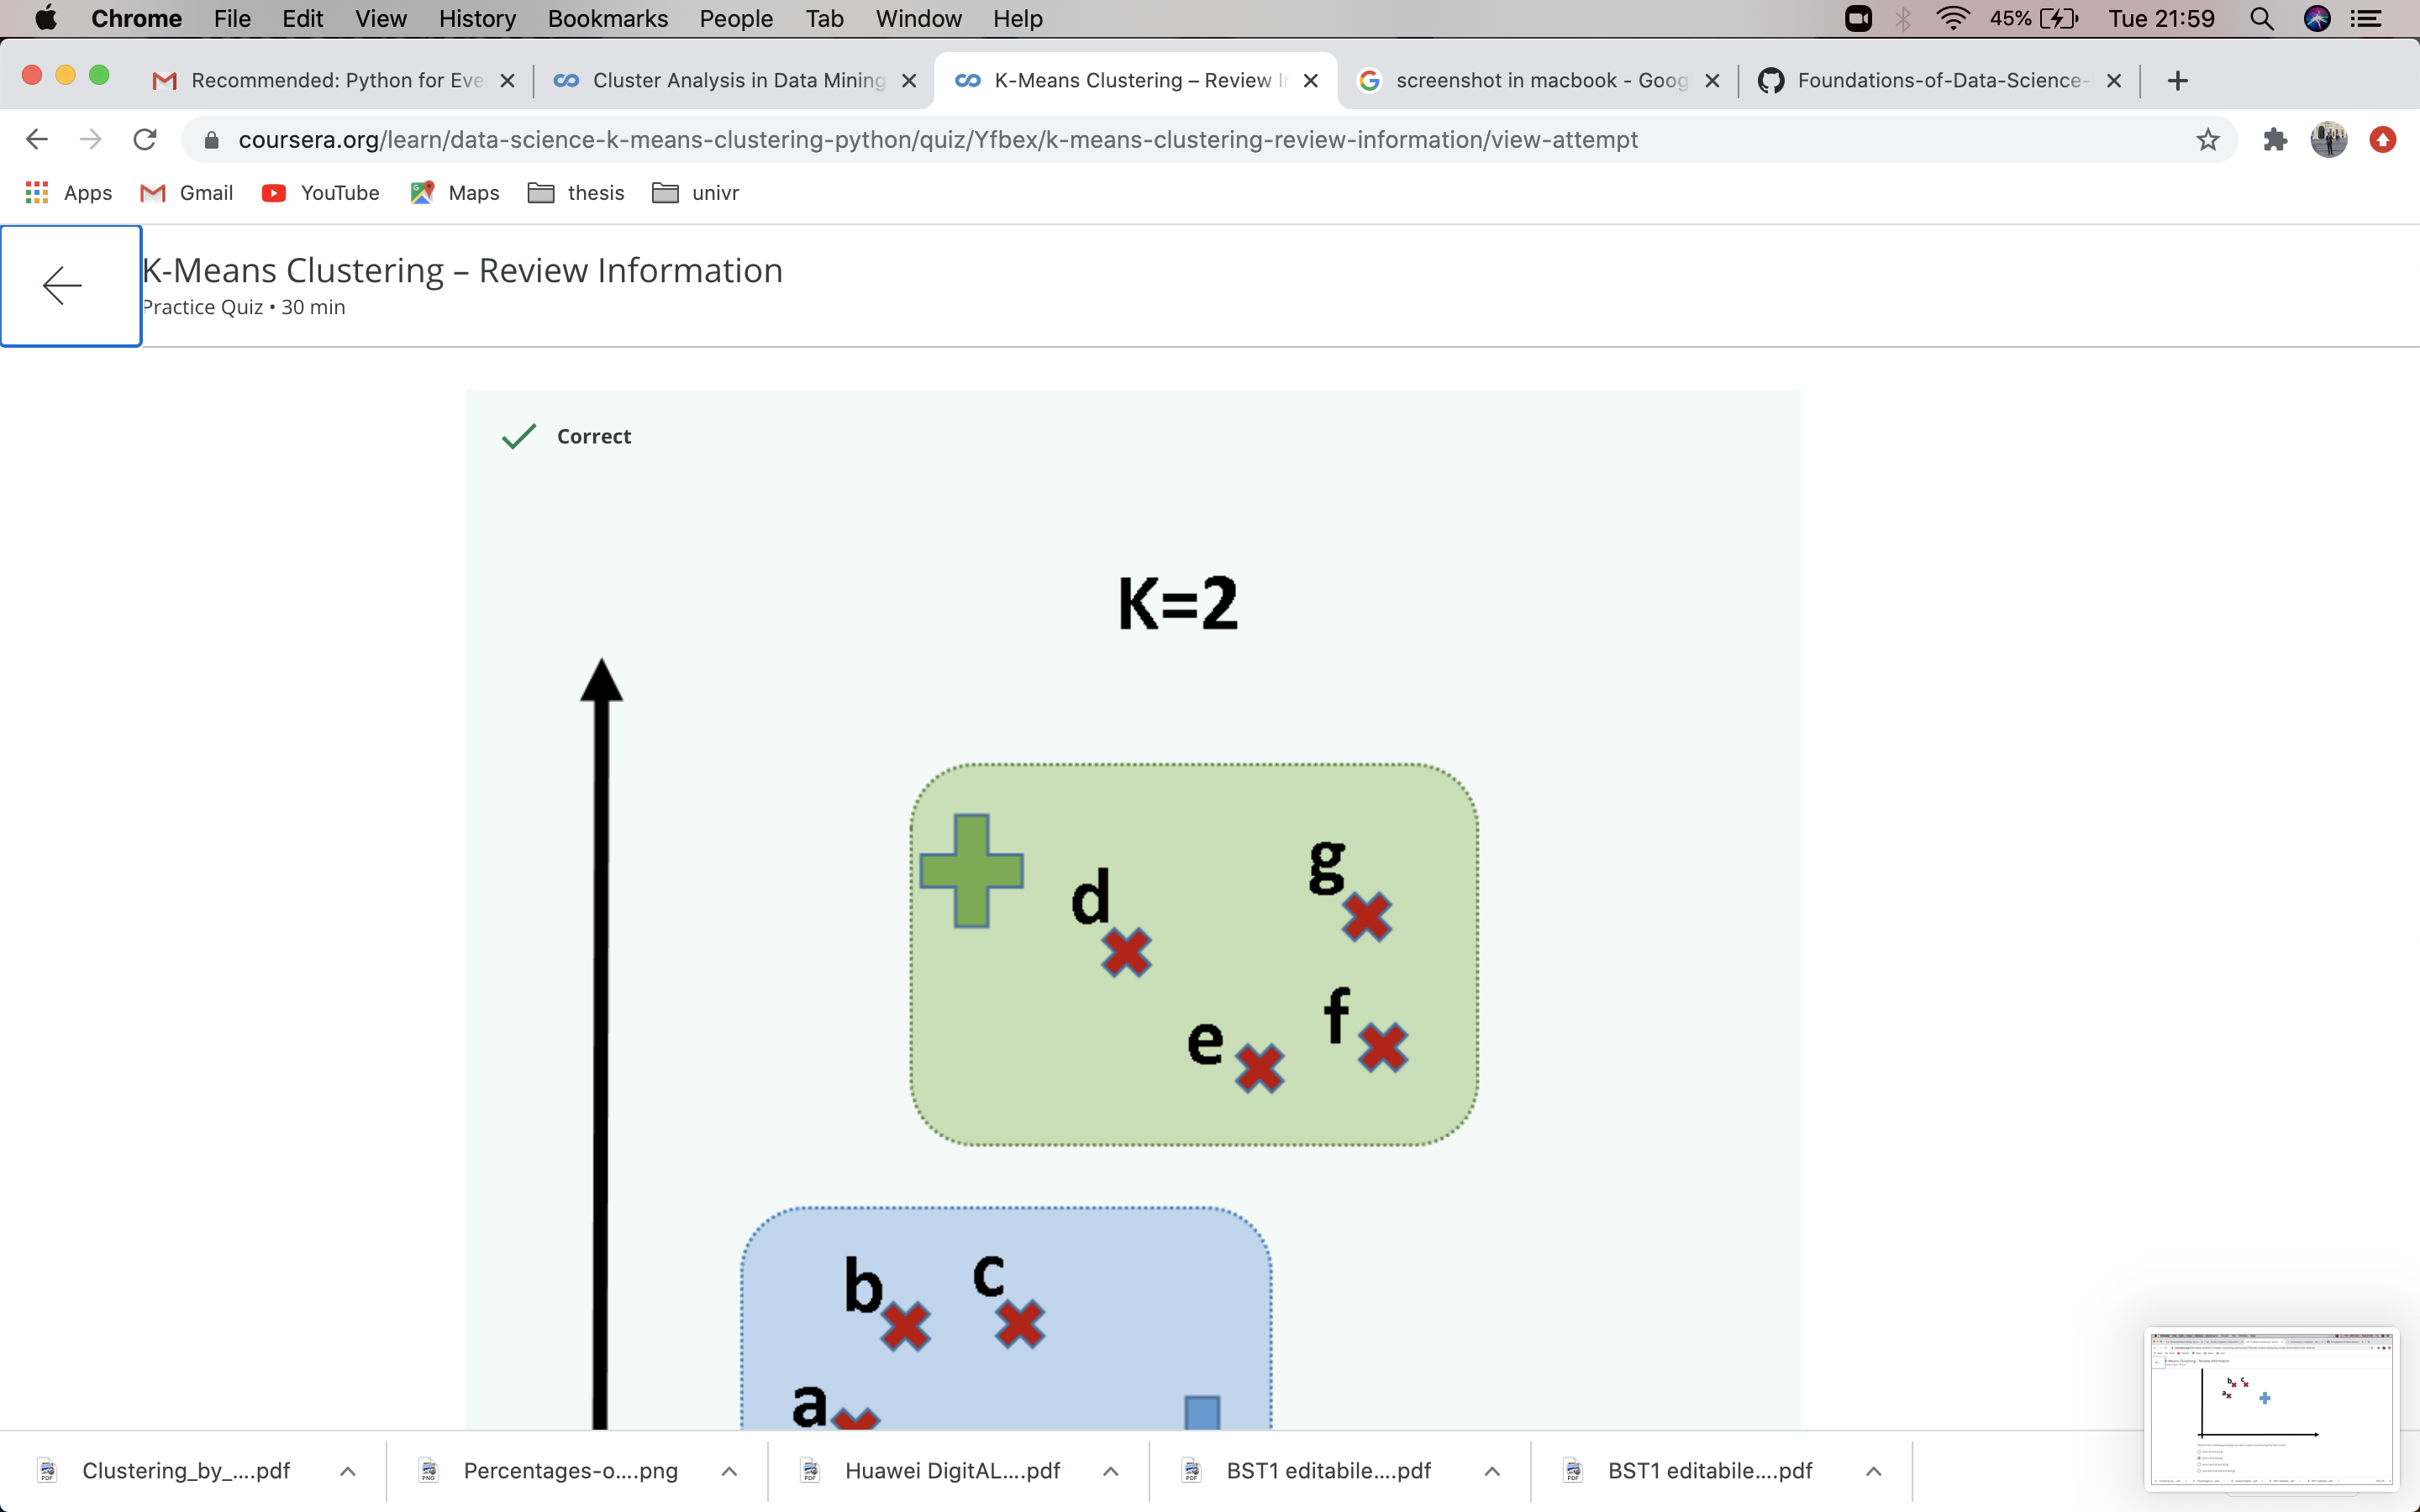 Chrome File Edit View History Bookmarks People Tab Window Help 45% Tue 21:59
Recommended: Python for Eve Cluster Analysis in Data Mining K-Means Clustering – Review I screenshot in macbook - Goog Foundations-of-Data-Science-
coursera.org/learn/data-science-k-means-clustering-python/quiz/Yfbex/k-means-clustering-review-information/view-attempt
Apps Gmail YouTube Maps thesis univr
K-Means Clustering – Review Information
Practice Quiz • 30 min
Correct
K=2
g
d
f
e
b c
a
Clustering_by_....pdf Percentages-o....png Huawei DigitAL....pdf BST1 editabile....pdf BST1 editabile....pdf